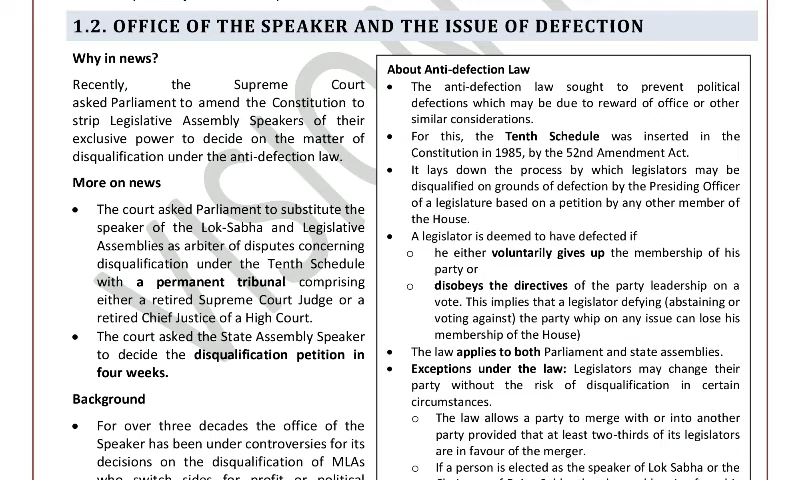 1.2. OFFICE OF THE SPEAKER AND THE ISSUE OF DEFECTION
Why in news?
Recently, the Supreme Court
asked Parliament to amend the Constitution to
strip Legislative Assembly Speakers of their
exclusive power to decide on the matter of
disqualification under the anti-defection law.
More on news
• The court asked Parliament to substitute the
speaker of the Lok-Sabha and Legislative
Assemblies as arbiter of disputes concerning
disqualification under the Tenth Schedule
with a permanent tribunal comprising
either a retired Supreme Court Judge or a
retired Chief Justice of a High Court.
• The court asked the State Assembly Speaker
to decide the disqualification petition in
four weeks.
Background
• For over three decades the office of the
Speaker has been under controversies for its
decisions on the disqualification of MLAs
who switch sides for profit or political
About Anti-defection Law
• The anti-defection law sought to prevent political
defections which may be due to reward of office or other
similar considerations.
• For this, the Tenth Schedule was inserted in the
Constitution in 1985, by the 52nd Amendment Act.
• It lays down the process by which legislators may be
disqualified on grounds of defection by the Presiding Officer
of a legislature based on a petition by any other member of
the House.
• A legislator is deemed to have defected if
o he either voluntarily gives up the membership of his
party or
o disobeys the directives of the party leadership on a
vote. This implies that a legislator defying (abstaining or
voting against) the party whip on any issue can lose his
membership of the House)
• The law applies to both Parliament and state assemblies.
• Exceptions under the law: Legislators may change their
party without the risk of disqualification in certain
circumstances.
o The law allows a party to merge with or into another
party provided that at least two-thirds of its legislators
are in favour of the merger.
o If a person is elected as the speaker of Lok Sabha or the
VISION